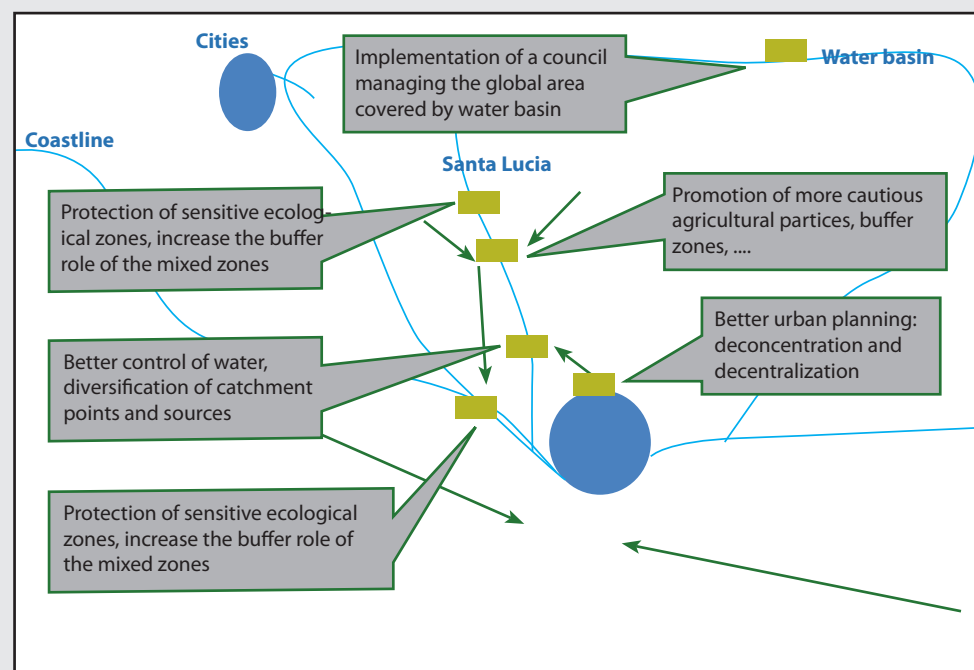 Cities
Implementation of a council
managing the global area
covered by water basin
Water basin
Coastline
Santa Lucia
Protection of sensitive ecolog-
ical zones, increase the buffer
role of the mixed zones
Promotion of more cautious
agricultural partices, buffer
zones, ....
Better urban planning:
deconcentration and
decentralization
Better control of water,
diversification of catchment
points and sources
Protection of sensitive ecological
zones, increase the buffer role of
the mixed zones